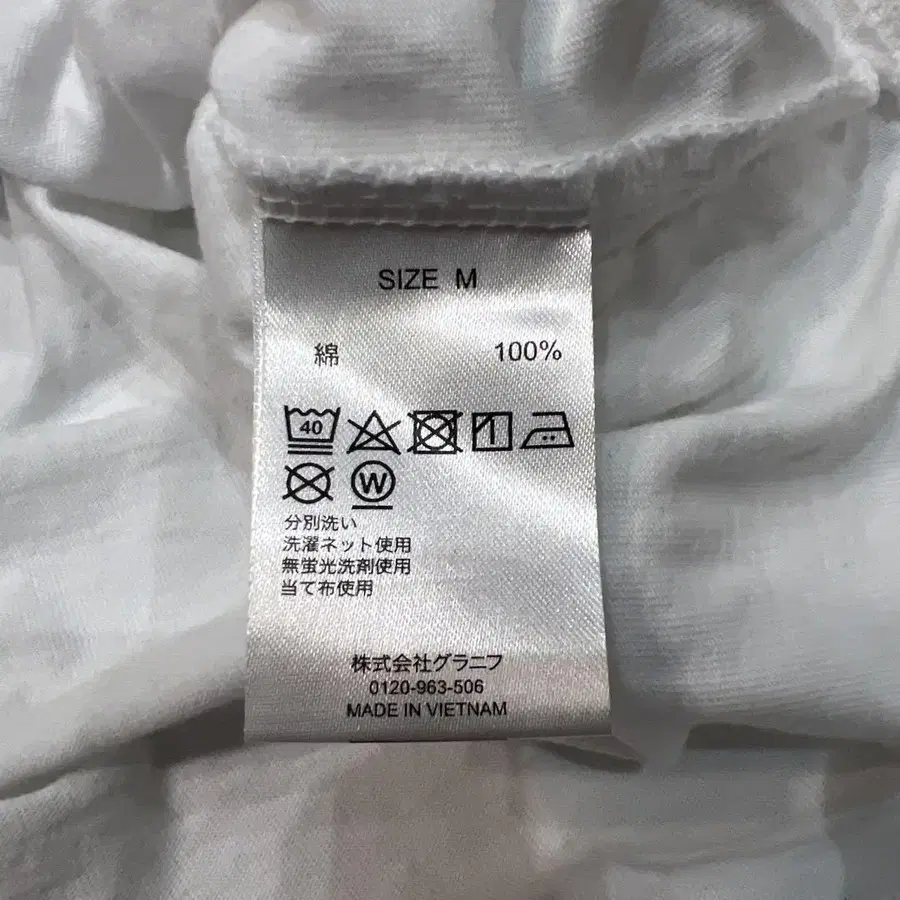 SIZE M
綿 100%
40
W
分別洗い
洗濯ネット使用
無蛍光洗剤使用
当て布使用
株式会社グラニフ
0120-963-506
MADE IN VIETNAM